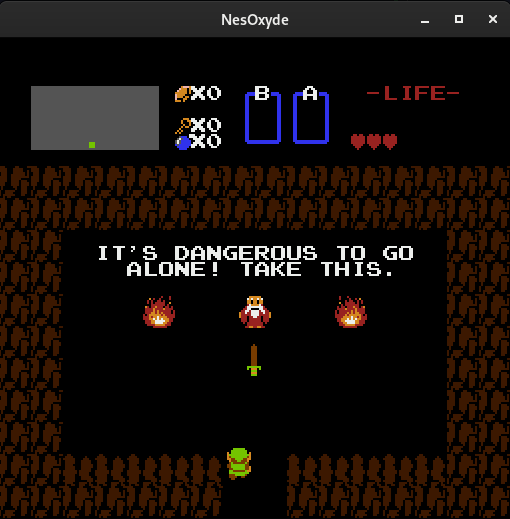 NesOxyde
X0
B
A
-LIFE-
X0
X0
IT'S DANGEROUS TO GO
ALONE! TAKE THIS.